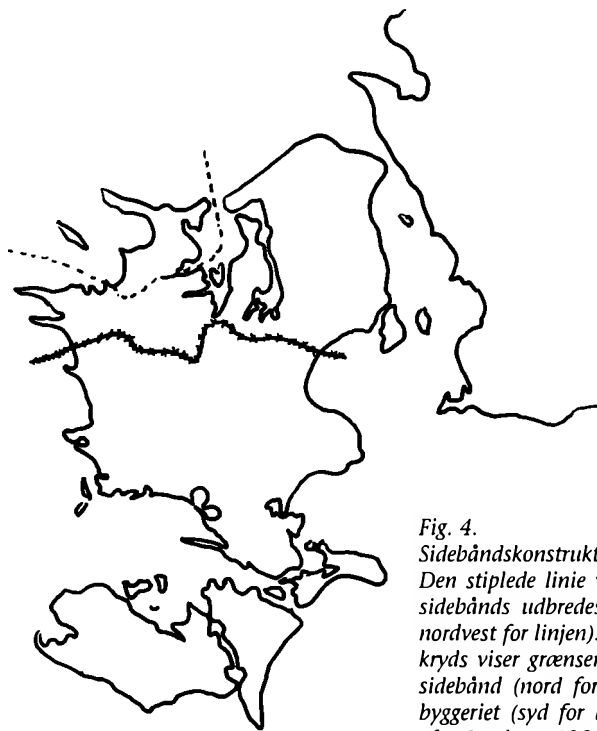 Fig. 4.
Sidebåndskonstrukt
Den stiplede linie v
sidebånds udbredes
nordvest for linjen).
kryds viser grænser
sidebånd (nord for
byggeriet (syd for